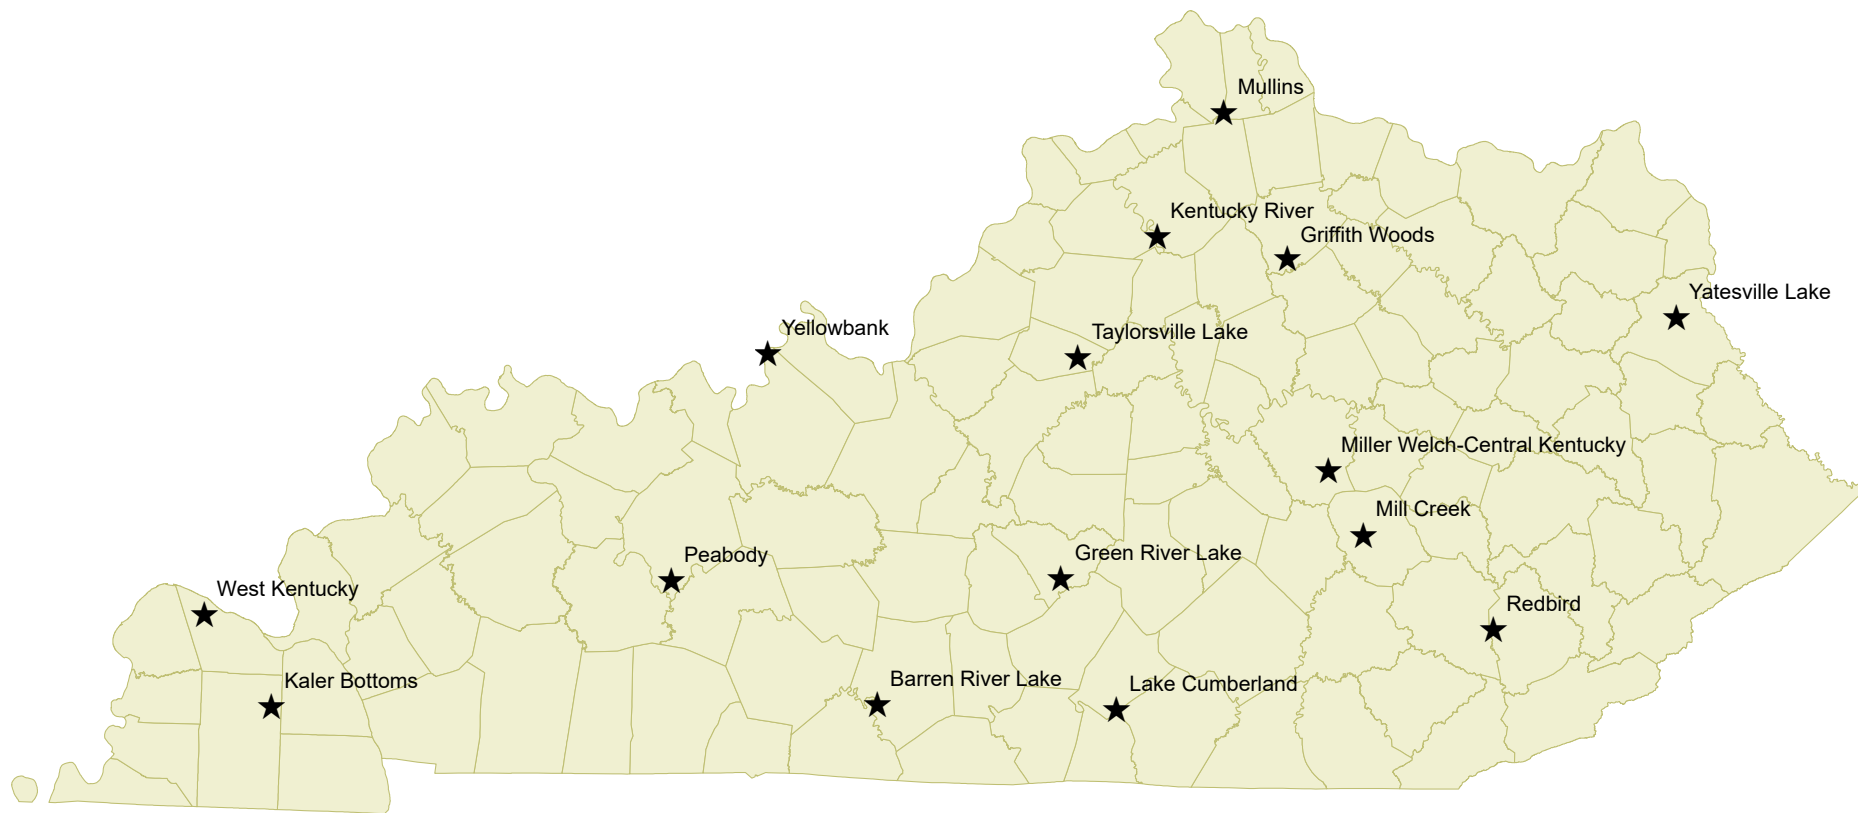 Mullins
Kentucky River
Griffith Woods
Yatesville Lake
Yellowbank
Taylorsville Lake
Miller Welch-Central Kentucky
Mill Creek
Peabody
Green River Lake
West Kentucky
Redbird
Kaler Bottoms
Barren River Lake
Lake Cumberland